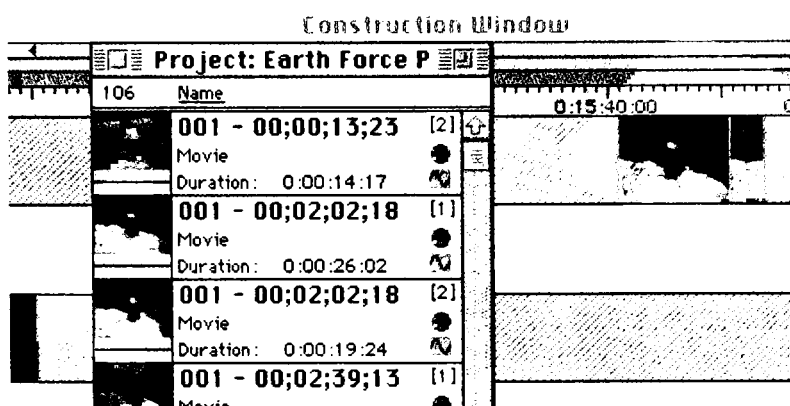 Construction Window
Project: Earth Force P
106 Name
0:15:40:00
001 - 00;00;13;23 [2]
Movie
Duration: 0:00:14:17
001 - 00;02;02;18 [1]
Movie
Duration: 0:00:26:02
001 - 00;02;02;18 [2]
Movie
Duration: 0:00:19:24
001 - 00;02;39;13 [1]
Movie